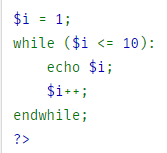 $i = 1;
while ($i <= 10):
    echo $i;
    $i++;
endwhile;
?>